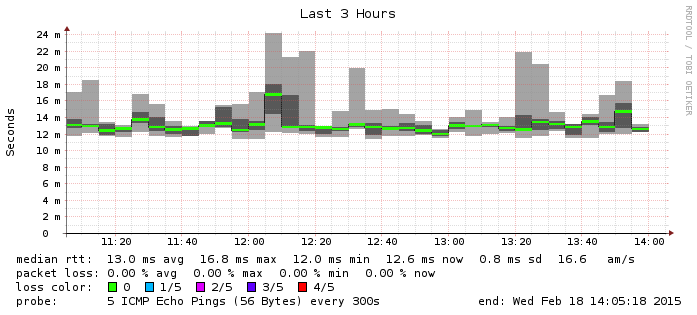 Last 3 Hours
RRDTOOL / TOBI OETIKER
Seconds
24 m
22 m
20 m
18 m
16 m
14 m
12 m
10 m
8 m
6 m
4 m
2 m
0
11:20 11:40 12:00 12:20 12:40 13:00 13:20 13:40 14:00
median rtt: 13.0 ms avg 16.8 ms max 12.0 ms min 12.6 ms now 0.8 ms sd 16.6 am/s
packet loss: 0.00 % avg 0.00 % max 0.00 % min 0.00 % now
loss color: 0 1/5 2/5 3/5 4/5
probe: 5 ICMP Echo Pings (56 Bytes) every 300s end: Wed Feb 18 14:05:18 2015